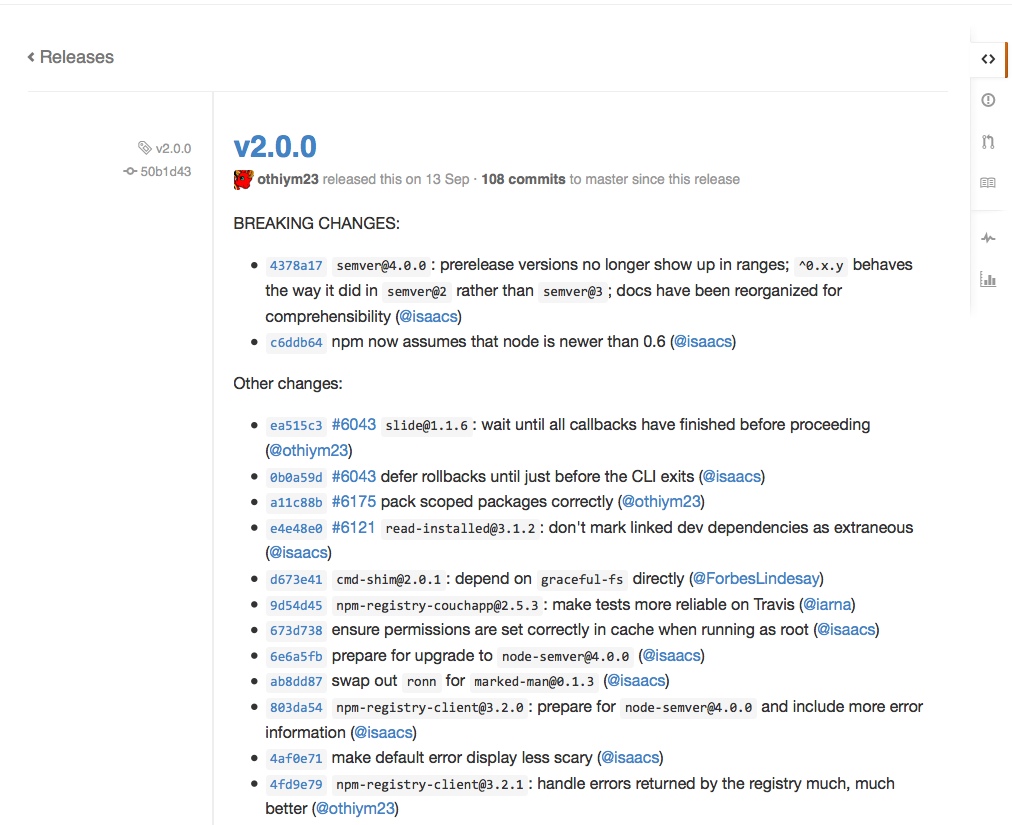 Releases
v2.0.0
50b1d43
v2.0.0
othiym23 released this on 13 Sep · 108 commits to master since this release
BREAKING CHANGES:
4378a17 semver@4.0.0 : prerelease versions no longer show up in ranges; ^0.x.y behaves
the way it did in semver@2 rather than semver@3 ; docs have been reorganized for
comprehensibility (@isaacs)
c6ddb64 npm now assumes that node is newer than 0.6 (@isaacs)
Other changes:
ea515c3 #6043 slide@1.1.6 : wait until all callbacks have finished before proceeding
(@othiym23)
0b0a59d #6043 defer rollbacks until just before the CLI exits (@isaacs)
a11c88b #6175 pack scoped packages correctly (@othiym23)
e4e48e0 #6121 read-installed@3.1.2 : don't mark linked dev dependencies as extraneous
(@isaacs)
d673e41 cmd-shim@2.0.1 : depend on graceful-fs directly (@ForbesLindesay)
9d54d45 npm-registry-couchapp@2.5.3 : make tests more reliable on Travis (@iarna)
673d738 ensure permissions are set correctly in cache when running as root (@isaacs)
6e6a5fb prepare for upgrade to node-semver@4.0.0 (@isaacs)
ab8dd87 swap out ronn for marked-man@0.1.3 (@isaacs)
803da54 npm-registry-client@3.2.0 : prepare for node-semver@4.0.0 and include more error
information (@isaacs)
4af0e71 make default error display less scary (@isaacs)
4fd9e79 npm-registry-client@3.2.1 : handle errors returned by the registry much, much
better (@othiym23)